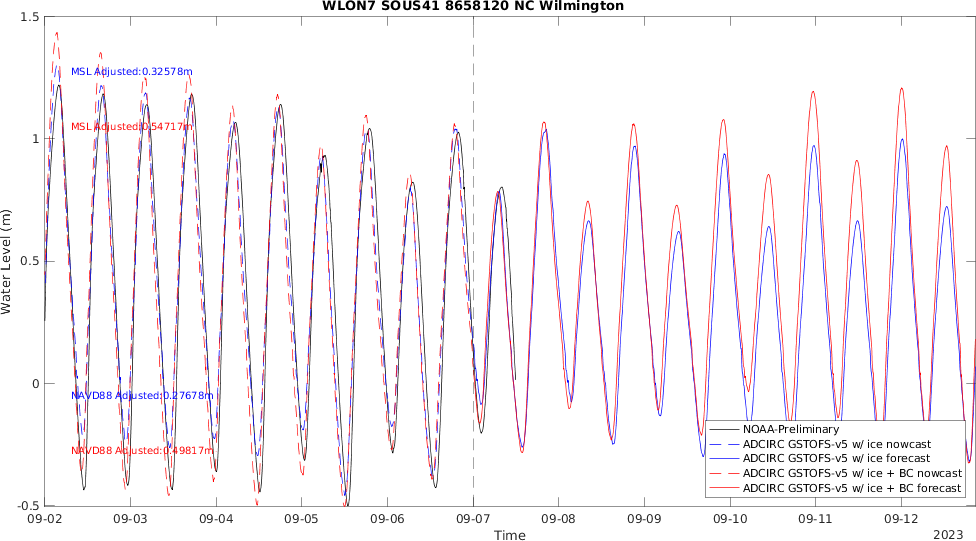 WLON7 SOUS41 8658120 NC Wilmington
1.5
1
0.5
0
-0.5
Water Level (m)
MSL Adjusted:0.32578m
MSL Adjusted:0.54717m
NAVD88 Adjusted:0.27678m
NAVD88 Adjusted:0.49817m
NOAA-Preliminary
ADCIRC GSTOFS-v5 w/ ice nowcast
ADCIRC GSTOFS-v5 w/ ice forecast
ADCIRC GSTOFS-v5 w/ ice + BC nowcast
ADCIRC GSTOFS-v5 w/ ice + BC forecast
09-02 09-03 09-04 09-05 09-06 09-07 09-08 09-09 09-10 09-11 09-12
Time
2023